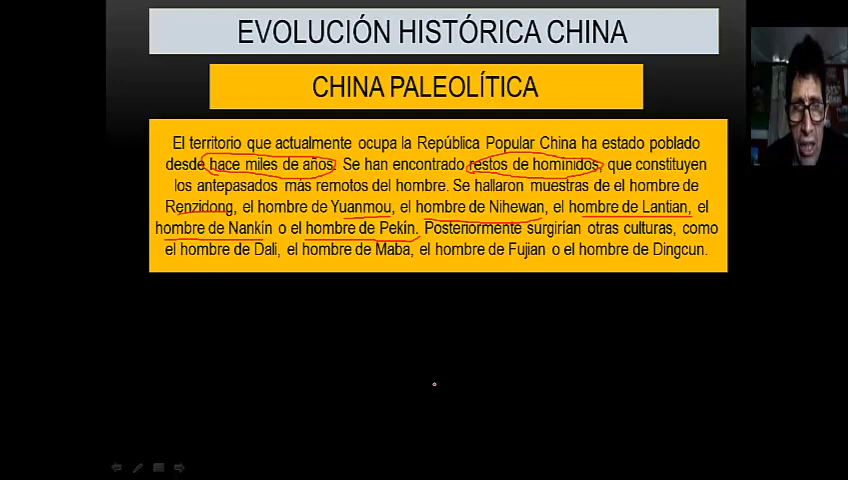 EVOLUCIÓN HISTÓRICA CHINA
CHINA PALEOLÍTICA
El territorio que actualmente ocupa la República Popular China ha estado poblado
desde hace miles de años. Se han encontrado restos de homínidos, que constituyen
los antepasados más remotos del hombre. Se hallaron muestras de el hombre de
Renzidong, el hombre de Yuanmou, el hombre de Nihewan, el hombre de Lantian, el
hombre de Nankín o el hombre de Pekín. Posteriormente surgirían otras culturas, como
el hombre de Dali, el hombre de Maba, el hombre de Fujian o el hombre de Dingcun.